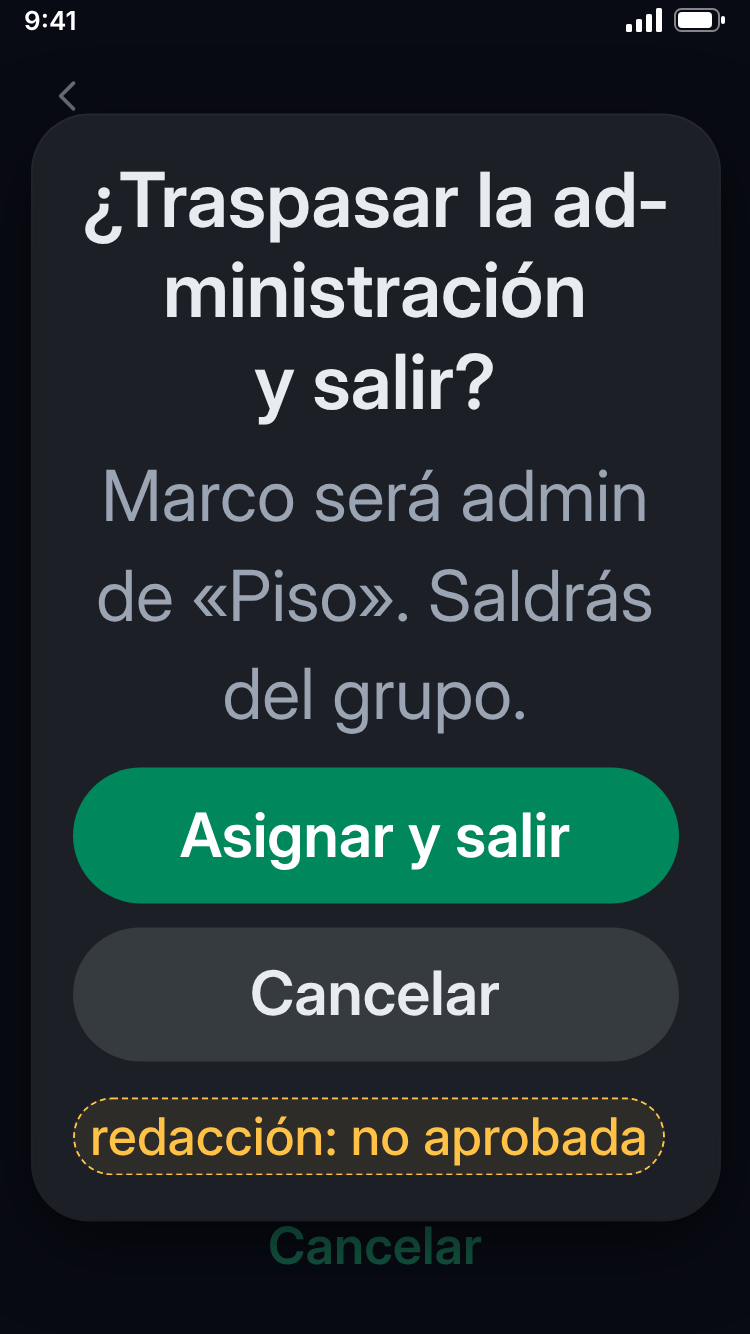 9:41
¿Traspasar la ad-
ministración
y salir?
Marco será admin
de «Piso». Saldrás
del grupo.
Asignar y salir
Cancelar
redacción: no aprobada
Cancelar